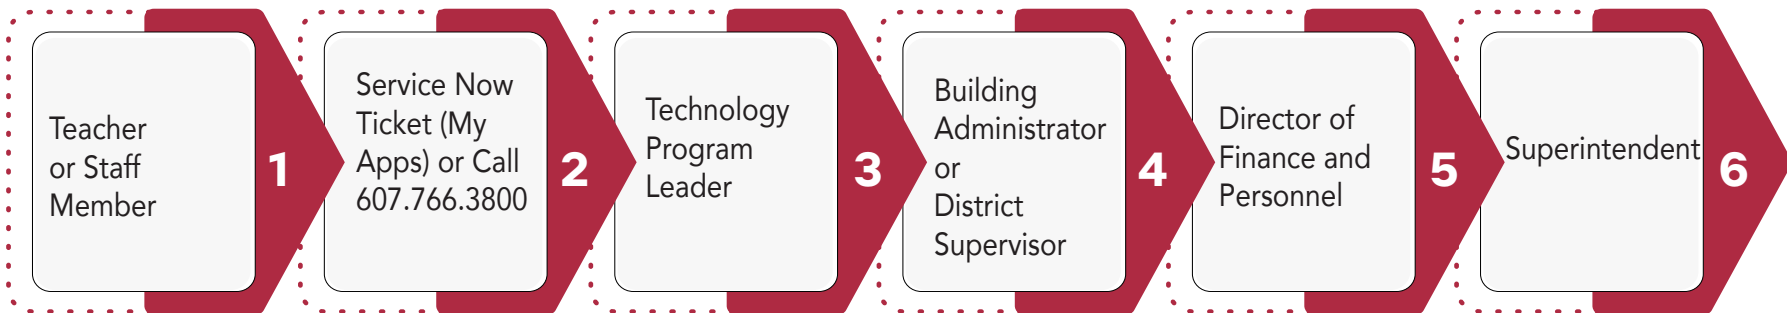 Teacher
or Staff
Member
1
Service Now
Ticket (My
Apps) or Call
607.766.3800
2
Technology
Program
Leader
3
Building
Administrator
or
District
Supervisor
4
Director of
Finance and
Personnel
5
Superintendent
6